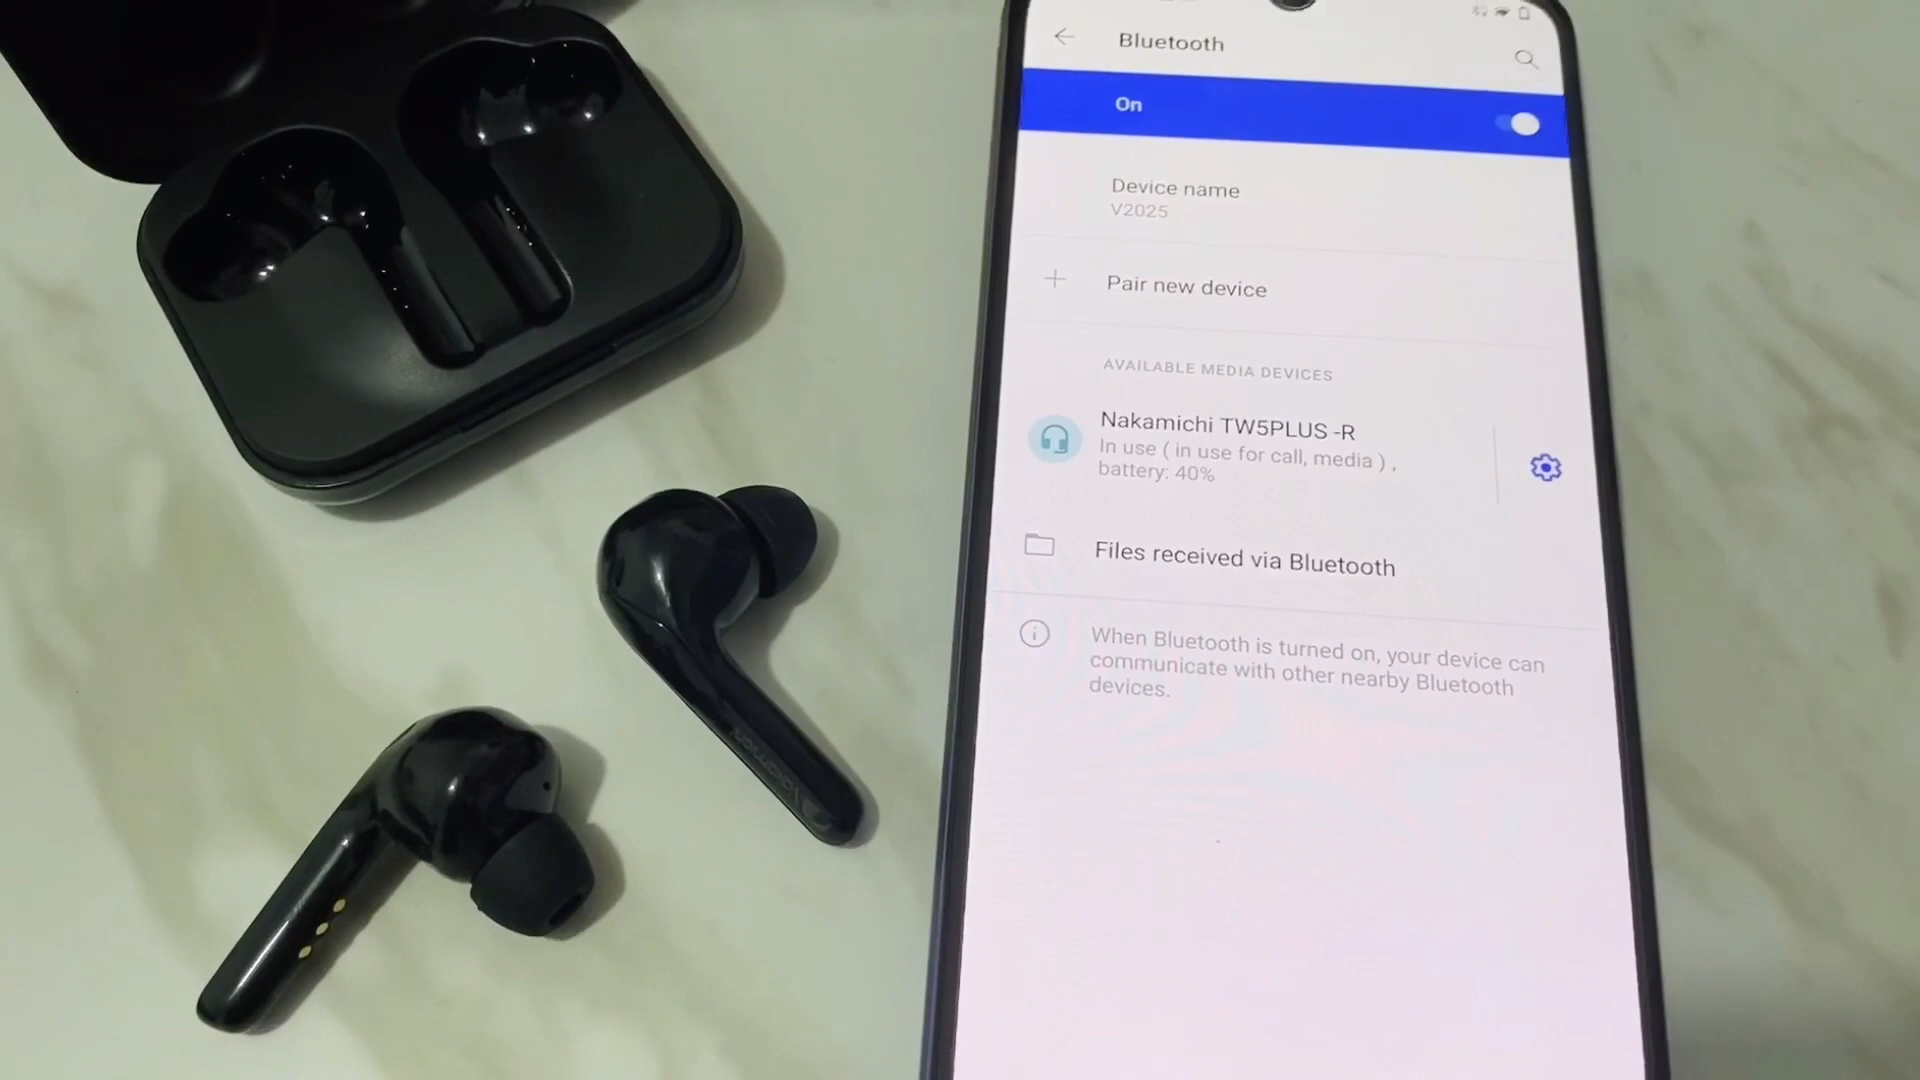 Bluetooth
On
Device name
V2025
Pair new device
AVAILABLE MEDIA DEVICES
Nakamichi TW5PLUS -R
In use ( in use for call, media ) ,
battery: 40%
Files received via Bluetooth
When Bluetooth is turned on, your device can
communicate with other nearby Bluetooth
devices.